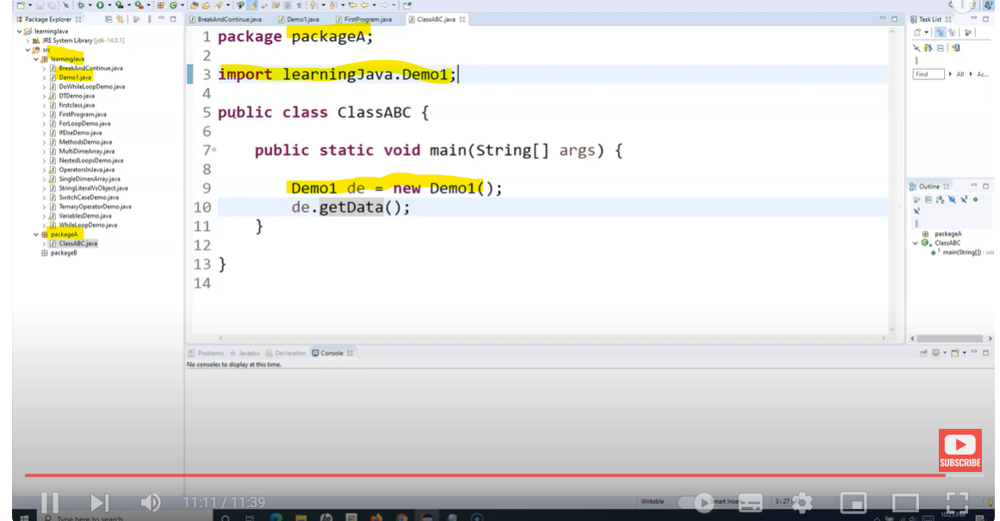 Package Explorer
BreakAndContinue.java
Demo1.java
FirstProgram.java
ClassABC.java
Task List
learningJava
JRE System Library [jdk-14.0.1]
src
learningJava
BreakAndContinue.java
Demo1.java
DoWhileLoopDemo.java
DTDemo.java
firstclass.java
FirstProgram.java
ForLoopDemo.java
IfElseDemo.java
MethodsDemo.java
MultiDimeArray.java
NestedLoopsDemo.java
OperatorsInJava.java
SingleDimenArray.java
StringLiteralVsObject.java
SwitchCaseDemo.java
TernaryOperatorDemo.java
VariablesDemo.java
WhileLoopDemo.java
packageA
ClassABC.java
packageB
1 package packageA;
2
3 import learningJava.Demo1;
4
5 public class ClassABC {
6
7 public static void main(String[] args) {
8
9 Demo1 de = new Demo1();
10 de.getData();
11 }
12
13 }
14
Find
All
Ac...
Outline
packageA
ClassABC
main(String[]) : voi
Problems
Javadoc
Declaration
Console
No consoles to display at this time.
SUBSCRIBE
11:11 / 11:39
Writable
Smart Inser
3 : 27
Type here to search